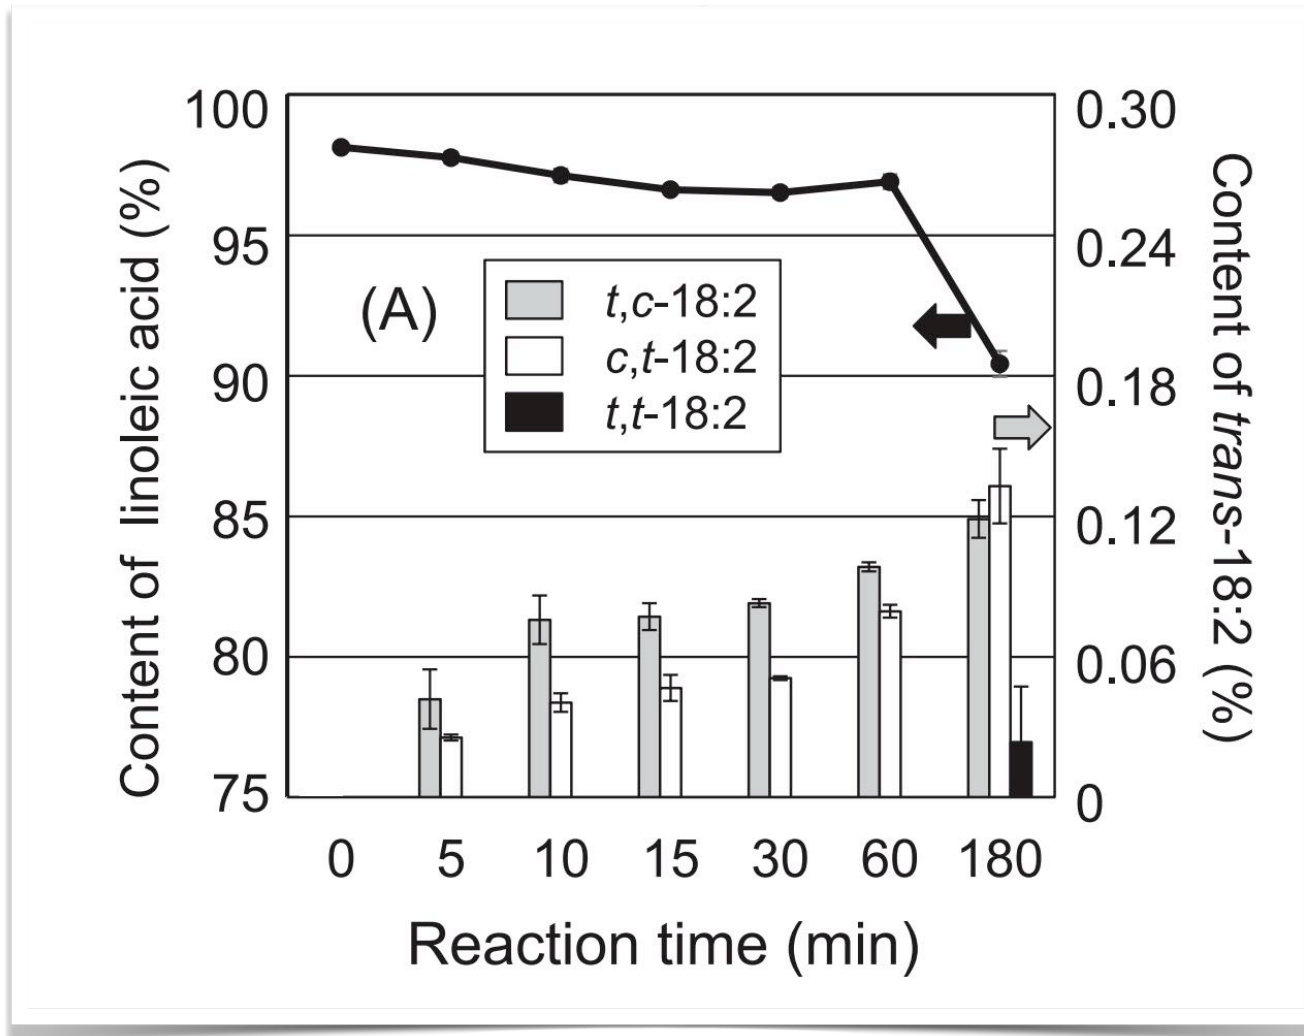 100
95
90
85
80
75
Content of linoleic acid (%)
(A)
t,c-18:2
c,t-18:2
t,t-18:2
0.30
0.24
0.18
0.12
0.06
0
Content of trans-18:2 (%)
0 5 10 15 30 60 180
Reaction time (min)